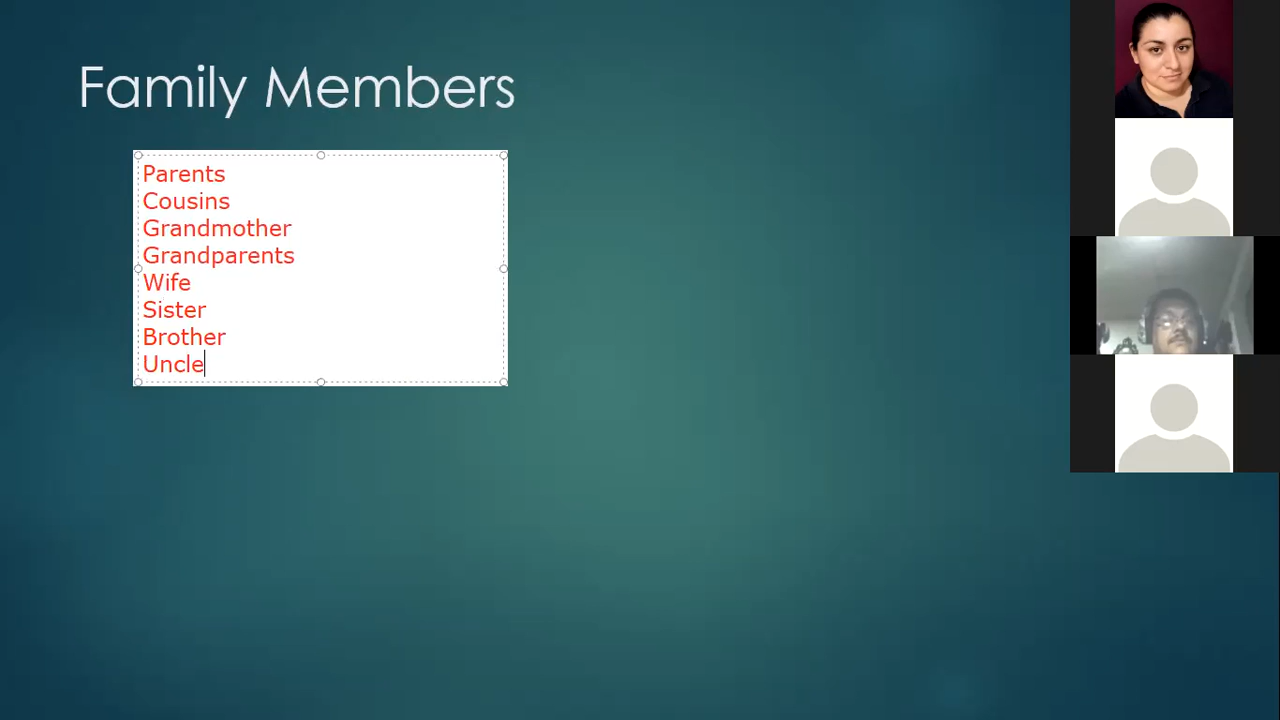 Family Members
Parents
Cousins
Grandmother
Grandparents
Wife
Sister
Brother
Uncle